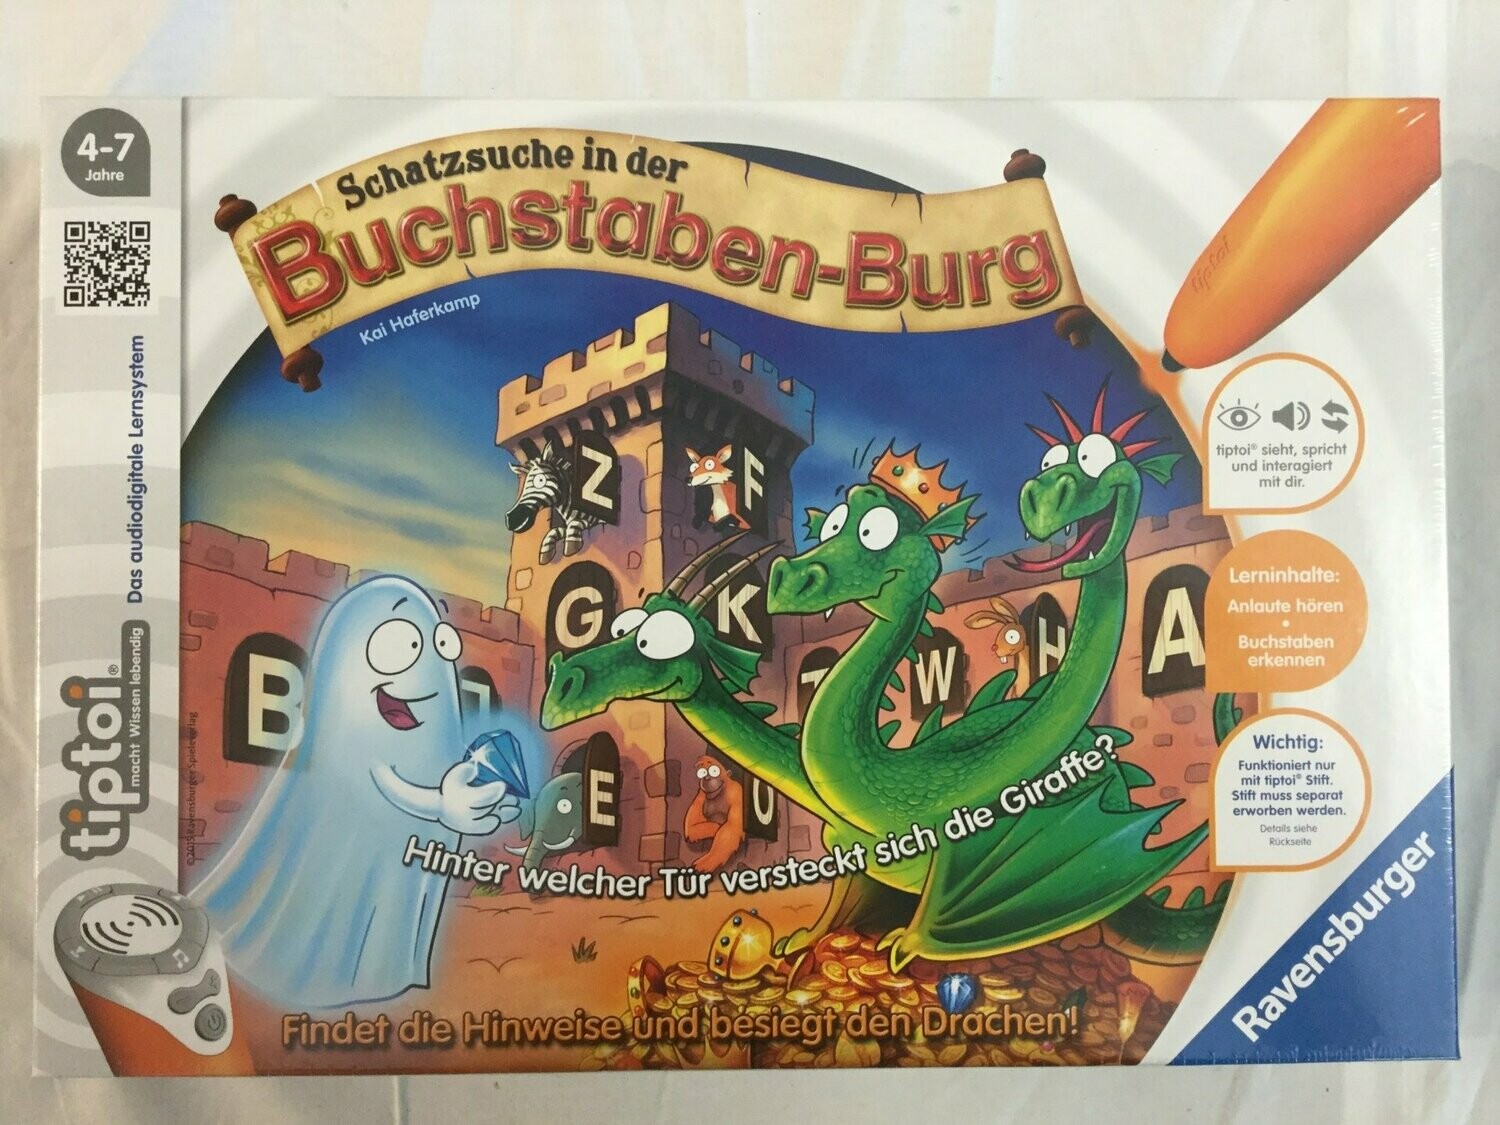 4-7
Jahre
Das audiodigitale Lernsystem
tiptoi®
macht Wissen lebendig
Schatzsuche in der
Buchstaben-Burg
Kai Haferkamp
tiptoi
Z
F
G
K
B
W
H
A
E
tiptoi® sieht, spricht
und interagiert
mit dir.
Lerninhalte:
Anlaute hören
•
Buchstaben
erkennen
Wichtig:
Funktioniert nur
mit tiptoi® Stift.
Stift muss separat
erworben werden.
Details siehe
Rückseite
Hinter welcher Tür versteckt sich die Giraffe?
Findet die Hinweise und besiegt den Drachen!
Ravensburger